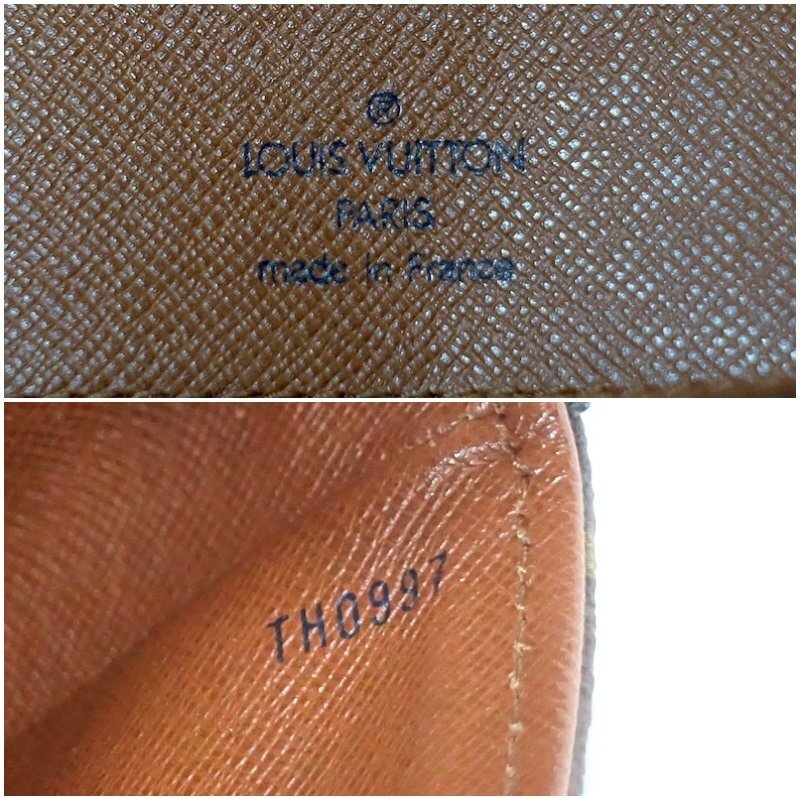 ®
LOUIS VUITTON
PARIS
made in France
TH0997